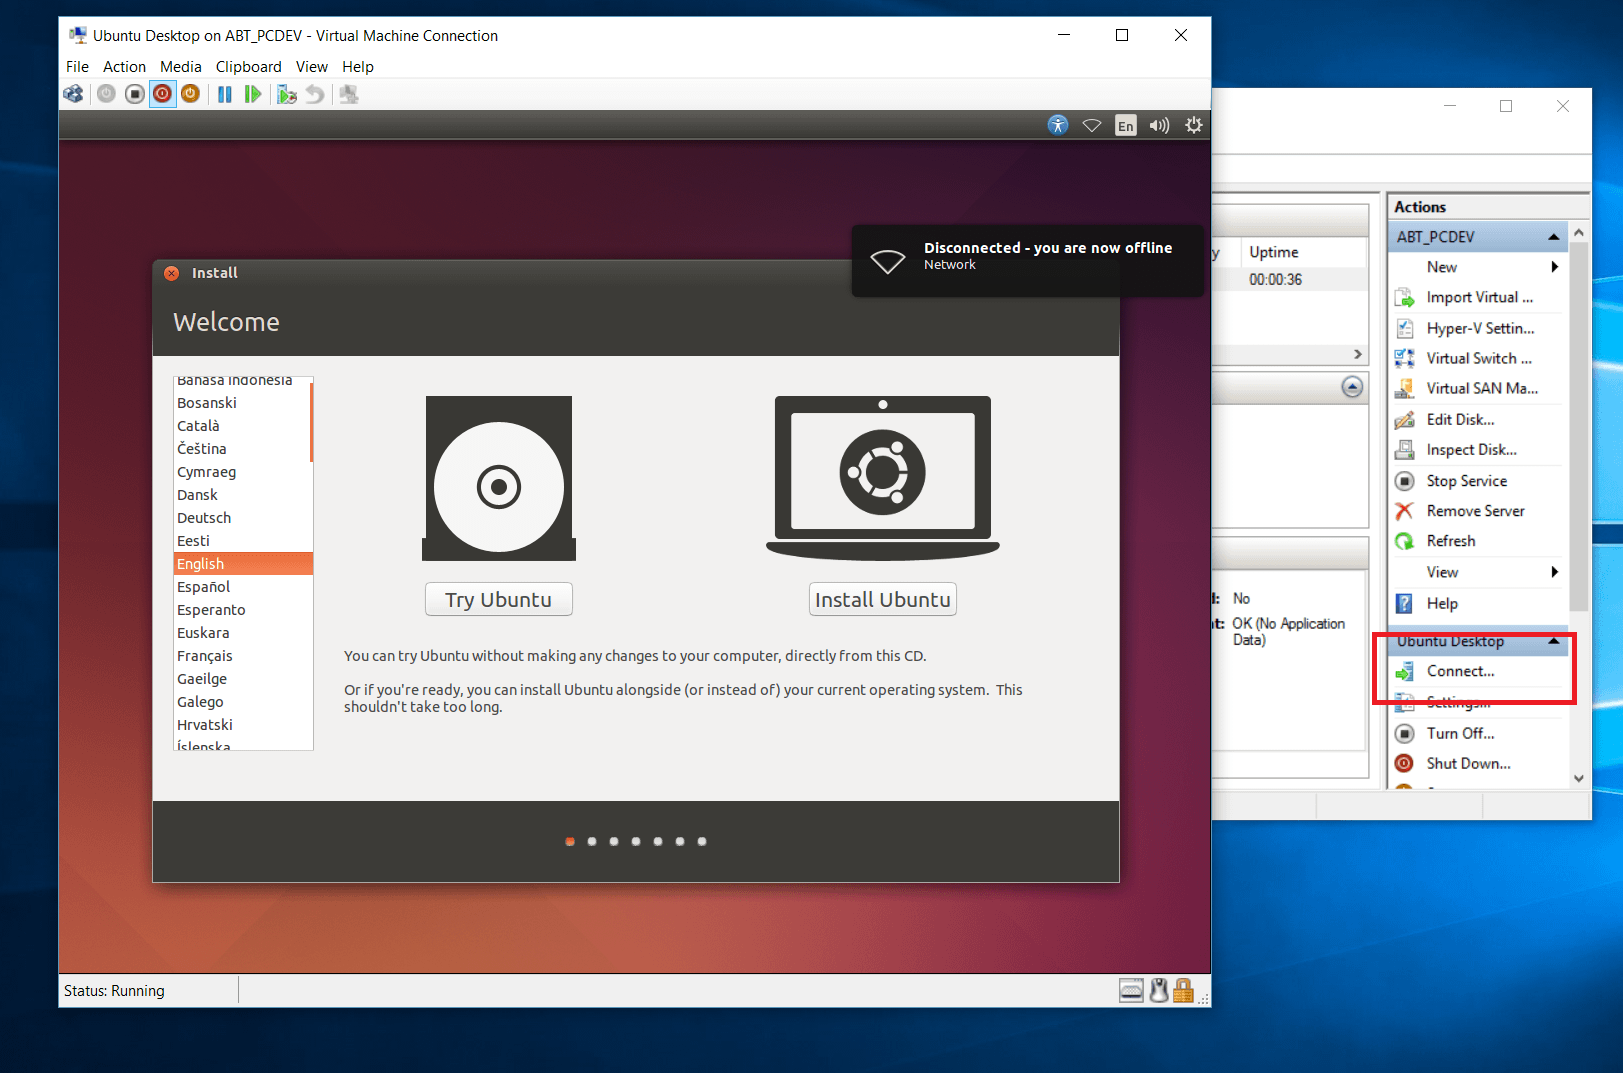 Ubuntu Desktop on ABT_PCDEV - Virtual Machine Connection
File Action Media Clipboard View Help
En
Disconnected - you are now offline
Network
Install
Welcome
Bahasa Indonesia
Bosanski
Català
Čeština
Cymraeg
Dansk
Deutsch
Eesti
English
Español
Esperanto
Euskara
Français
Gaeilge
Galego
Hrvatski
Íslenska
Try Ubuntu
Install Ubuntu
You can try Ubuntu without making any changes to your computer, directly from this CD.
Or if you're ready, you can install Ubuntu alongside (or instead of) your current operating system. This
shouldn't take too long.
Status: Running
y Uptime
00:00:36
d: No
nt: OK (No Application
Data)
Actions
ABT_PCDEV
New
Import Virtual ...
Hyper-V Settin...
Virtual Switch ...
Virtual SAN Ma...
Edit Disk...
Inspect Disk...
Stop Service
Remove Server
Refresh
View
Help
Ubuntu Desktop
Connect...
Settings...
Turn Off...
Shut Down...